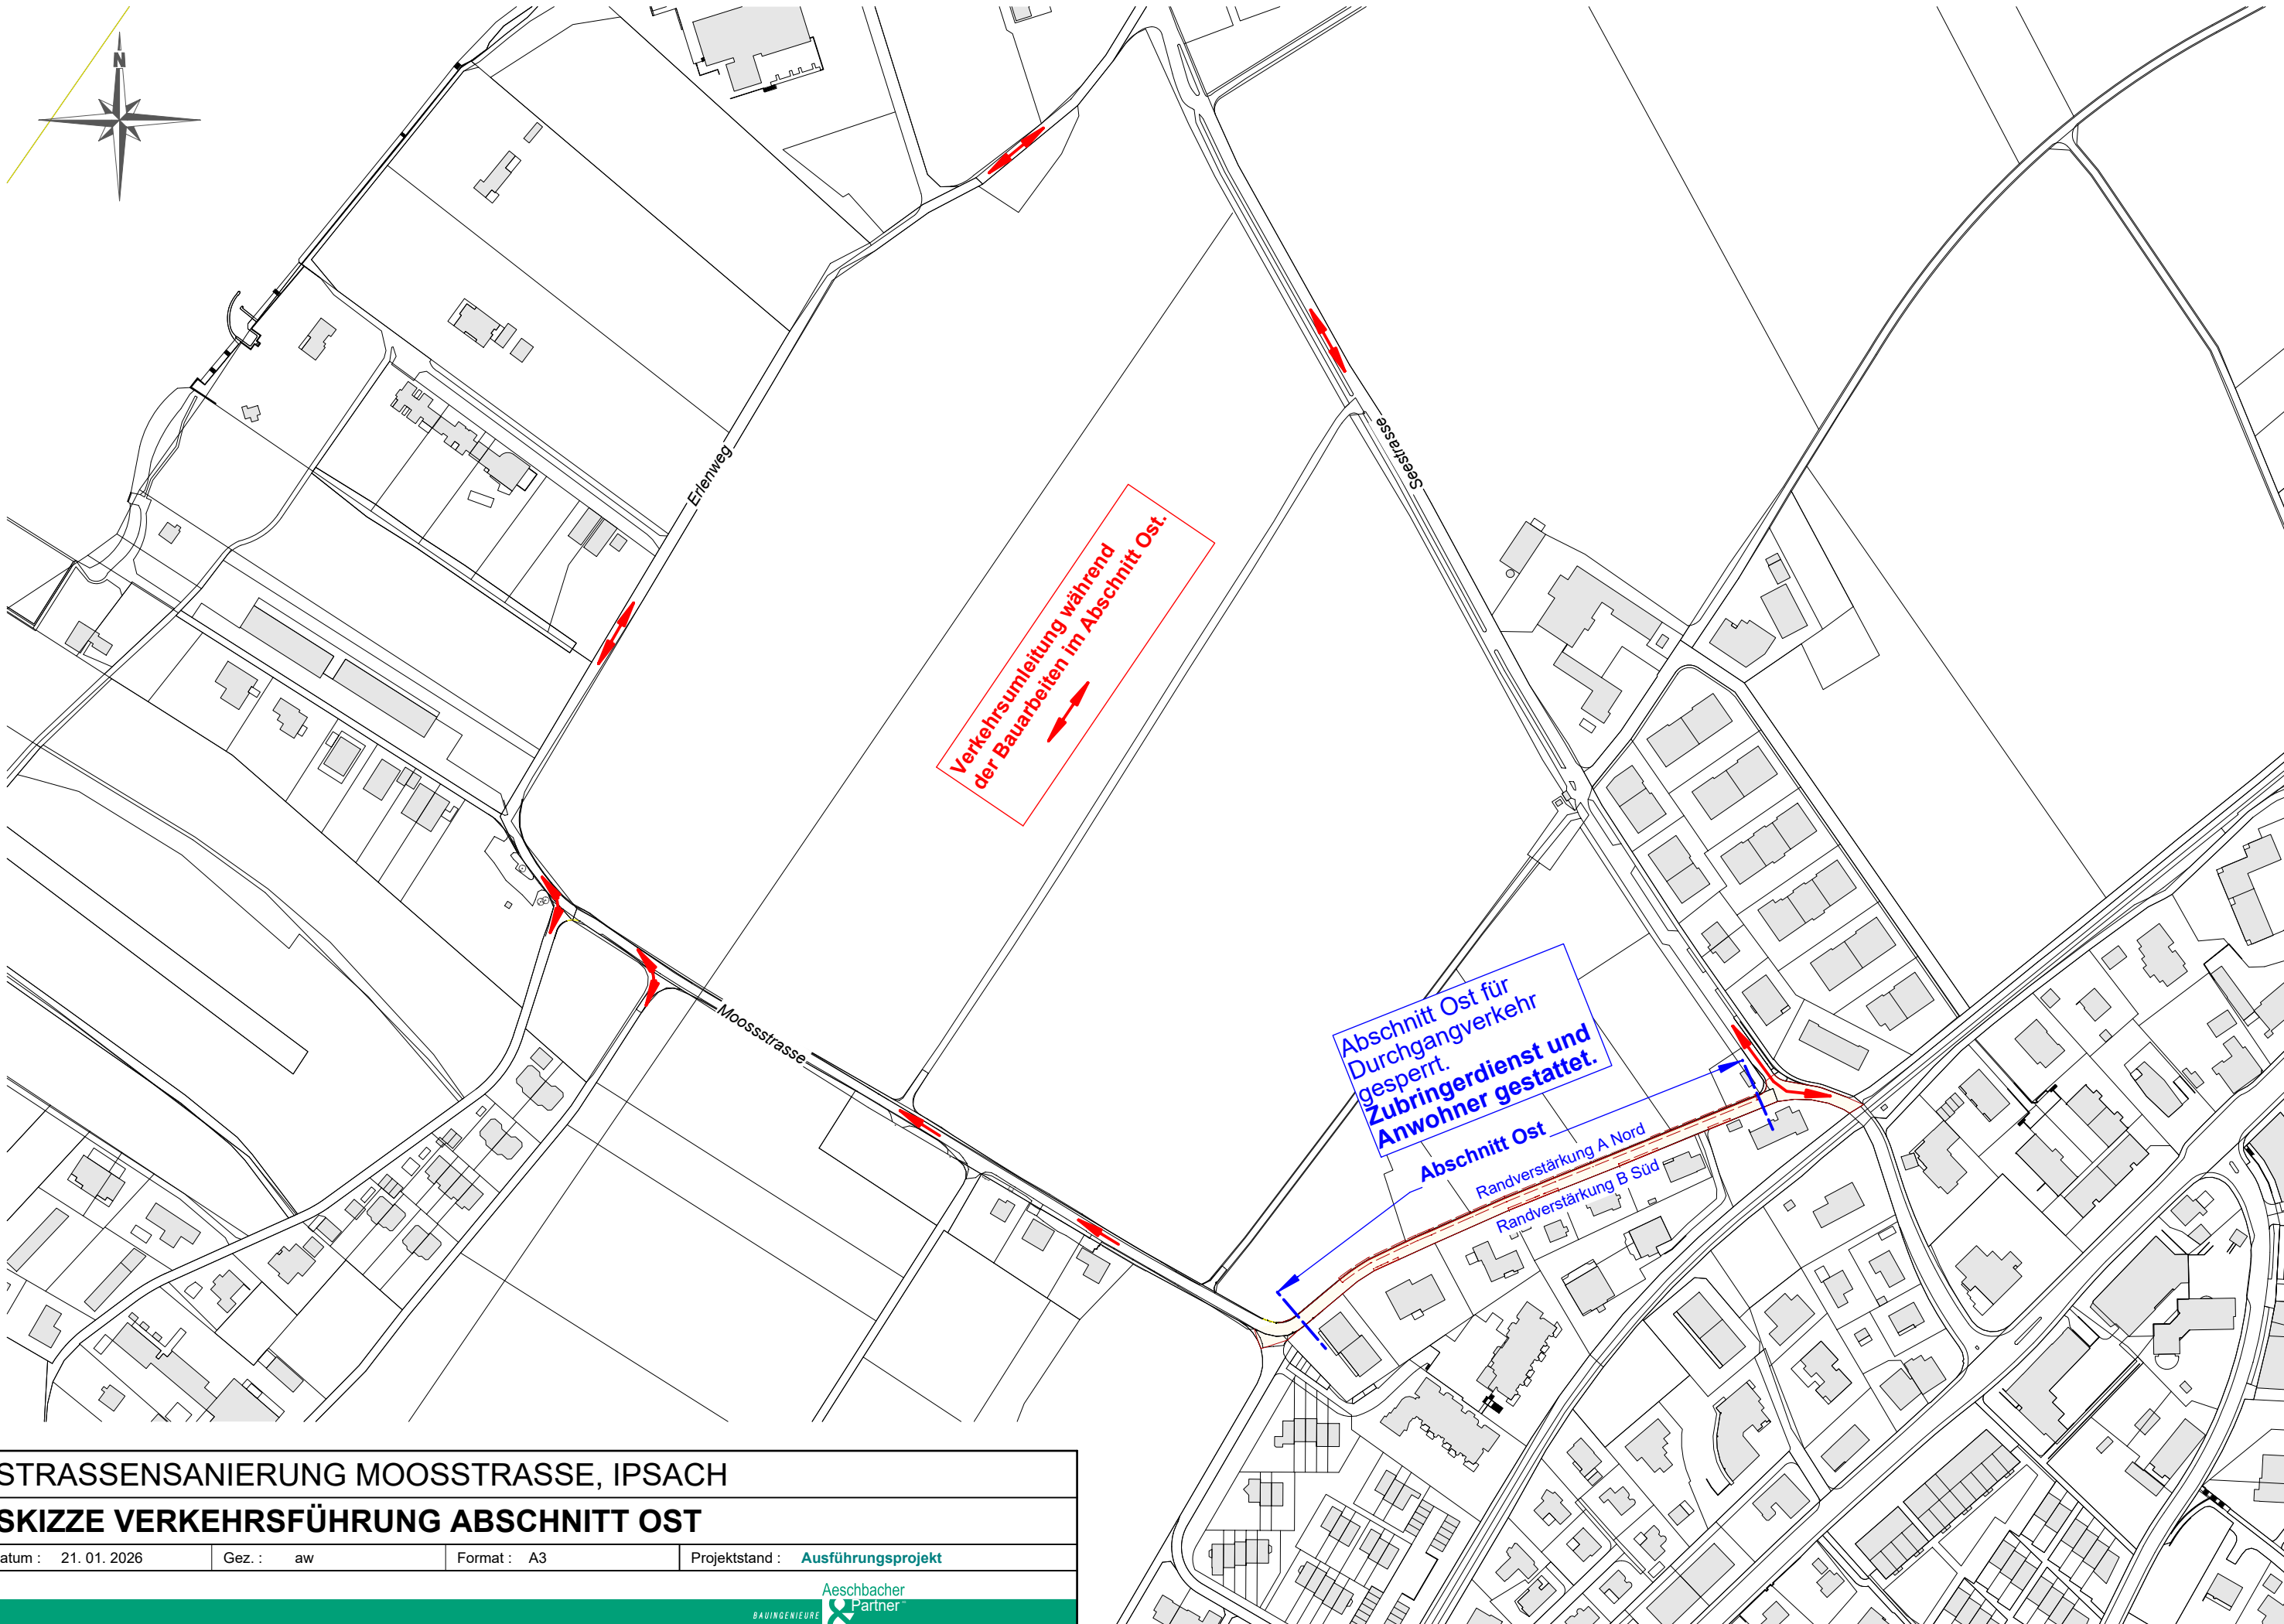 N
Erlenweg
Seestrasse
Verkehrsumleitung während
der Bauarbeiten im Abschnitt Ost.
Moossstrasse
Abschnitt Ost für
Durchgangverkehr
gesperrt.
Zubringerdienst und
Anwohner gestattet.
Abschnitt Ost
Randverstärkung A Nord
Randverstärkung B Süd
STRASSENSANIERUNG MOOSSTRASSE, IPSACH
SKIZZE VERKEHRSFÜHRUNG ABSCHNITT OST
atum : 21. 01. 2026 Gez. : aw Format : A3 Projektstand : Ausführungsprojekt
Aeschbacher
BAUINGENIEURE & Partner